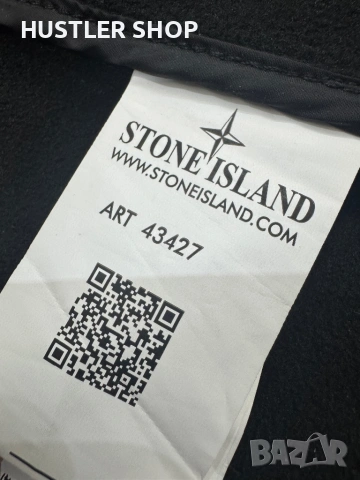 HUSTLER SHOP
STONE ISLAND
WWW.STONEISLAND.COM
ART 43427
BAZAR